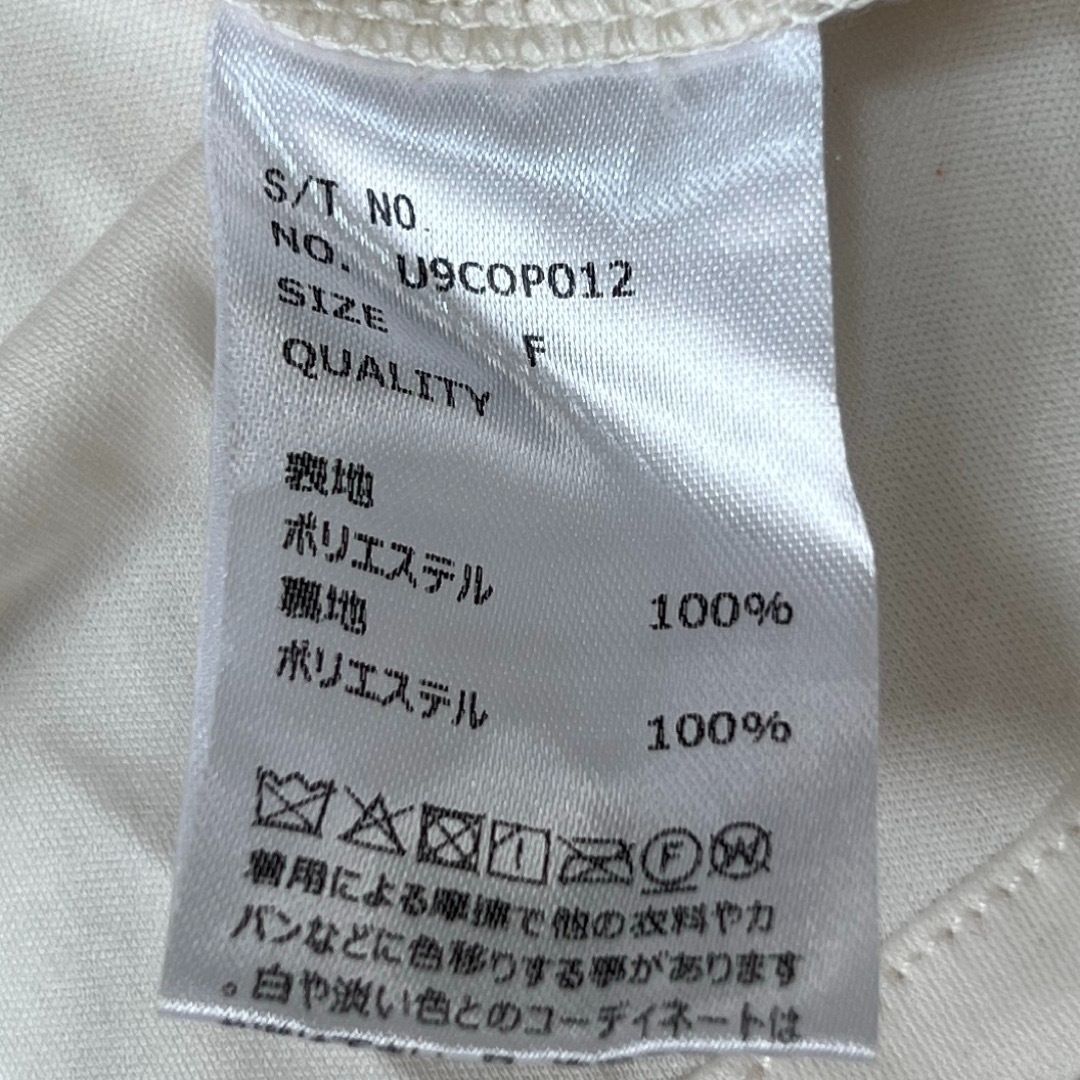 S/T NO.
NO. U9COP012
SIZE F
QUALITY
表地
ポリエステル 100%
裏地
ポリエステル 100%
F W
着用による摩擦で他の衣料やカ
バンなどに色移りする事があります
。白や淡い色とのコーディネートは